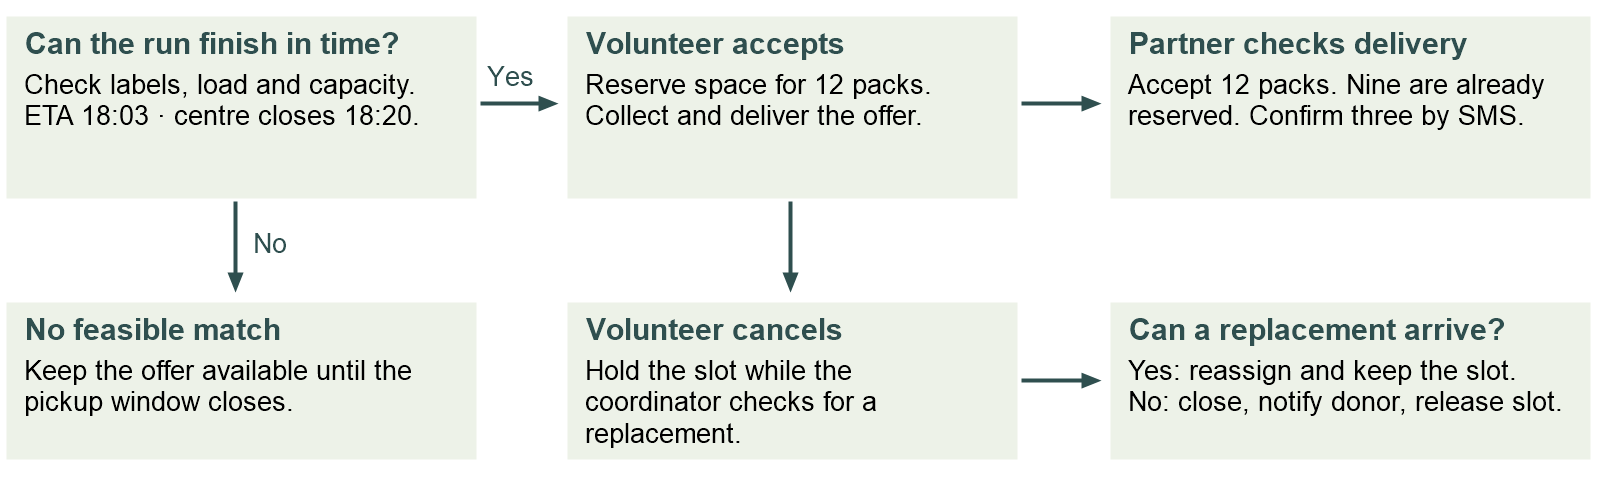 Can the run finish in time?
Check labels, load and capacity.
ETA 18:03 · centre closes 18:20.
Yes
Volunteer accepts
Reserve space for 12 packs.
Collect and deliver the offer.
Partner checks delivery
Accept 12 packs. Nine are already
reserved. Confirm three by SMS.
No
No feasible match
Keep the offer available until the
pickup window closes.
Volunteer cancels
Hold the slot while the
coordinator checks for a
replacement.
Can a replacement arrive?
Yes: reassign and keep the slot.
No: close, notify donor, release slot.